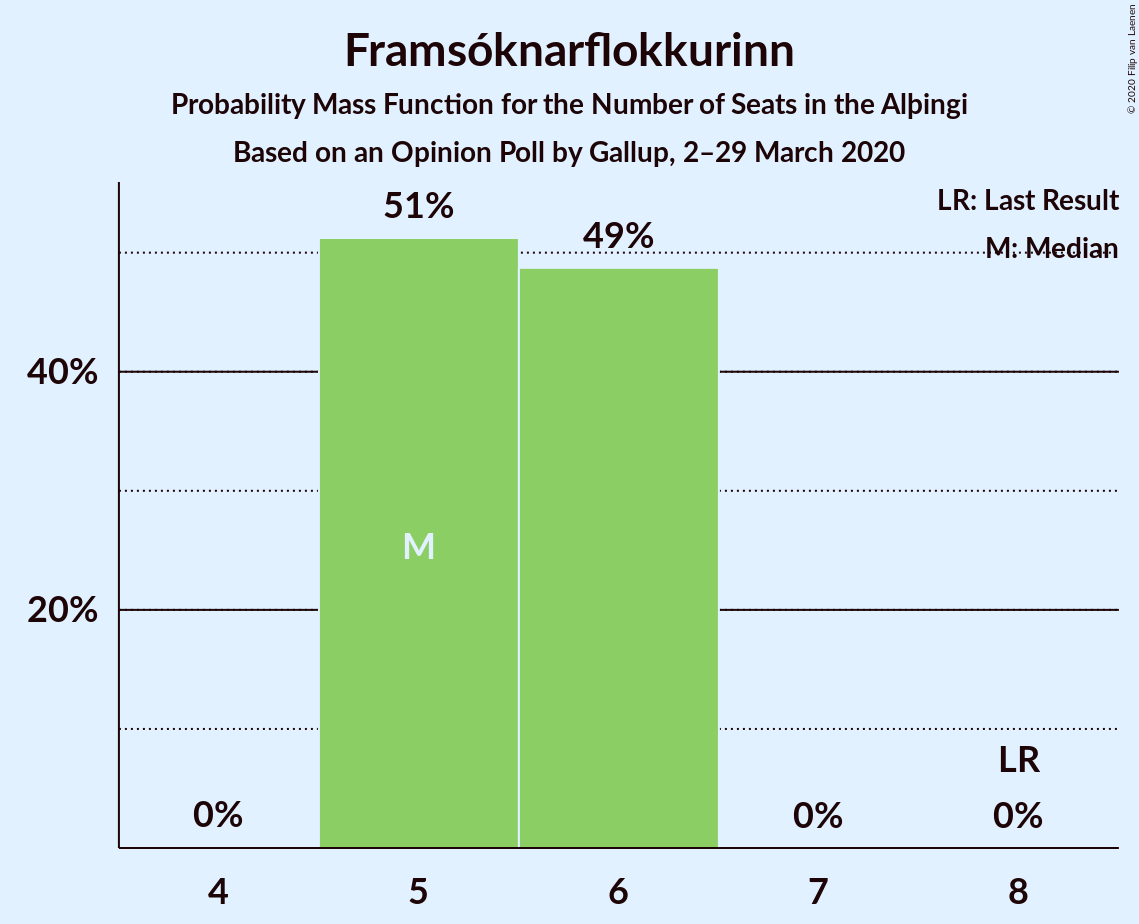 Framsóknarflokkurinn
Probability Mass Function for the Number of Seats in the Alþingi
Based on an Opinion Poll by Gallup, 2–29 March 2020
© 2020 Filip van Laenen
LR: Last Result
M: Median
51%
49%
40%
M
20%
LR
0%
0%
0%
4
5
6
7
8